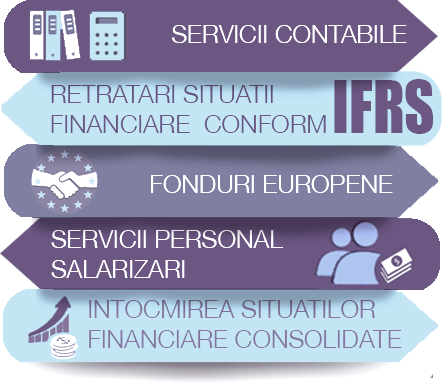 SERVICII CONTABILE
RETRATARI SITUATII
FINANCIARE CONFORM IFRS
FONDURI EUROPENE
SERVICII PERSONAL
SALARIZARI
INTOCMIREA SITUATILOR
FINANCIARE CONSOLIDATE